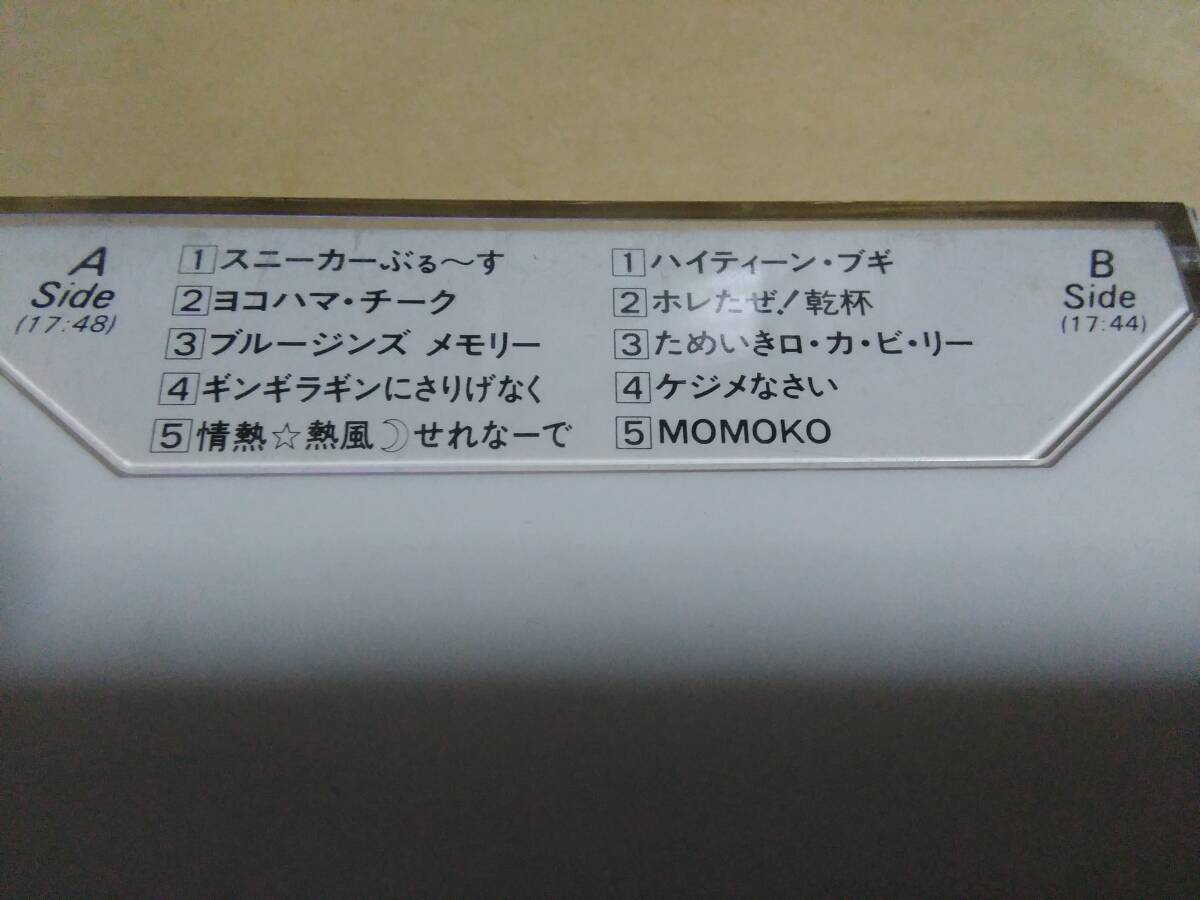 A
Side
(17:48)
1 スニーカーぶる〜す
2 ヨコハマ・チーク
3 ブルージンズ メモリー
4 ギンギラギンにさりげなく
5 情熱☆熱風☽せれなーで
1 ハイティーン・ブギ
2 ホレたぜ!乾杯
3 ためいきロ・カ・ビ・リー
4 ケジメなさい
5 MOMOKO
B
Side
(17:44)